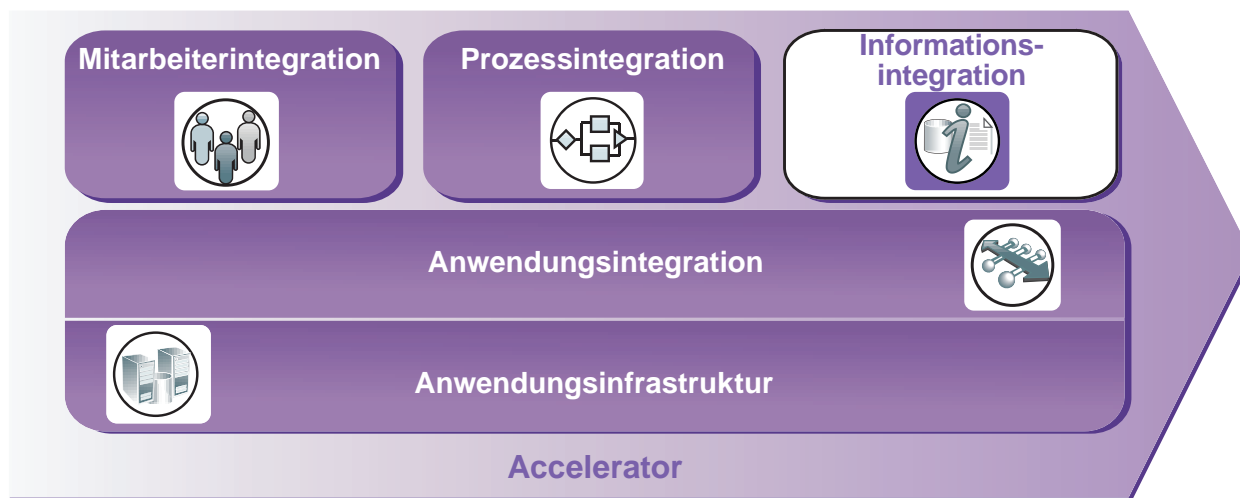 Mitarbeiterintegration
Prozessintegration
Informations-
integration
Anwendungsintegration
Anwendungsinfrastruktur
Accelerator